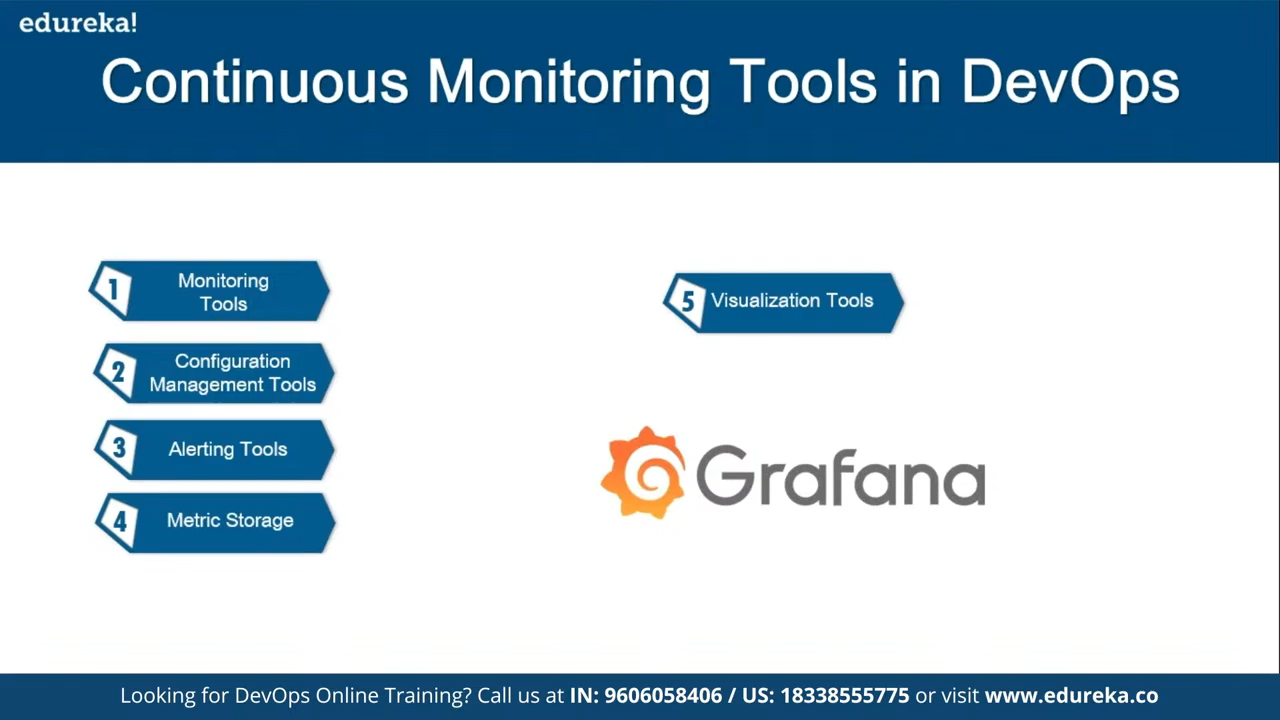 edureka!
Continuous Monitoring Tools in DevOps
1
Monitoring
Tools
2
Configuration
Management Tools
3
Alerting Tools
4
Metric Storage
5
Visualization Tools
Grafana
Looking for DevOps Online Training? Call us at IN: 9606058406 / US: 18338555775 or visit www.edureka.co